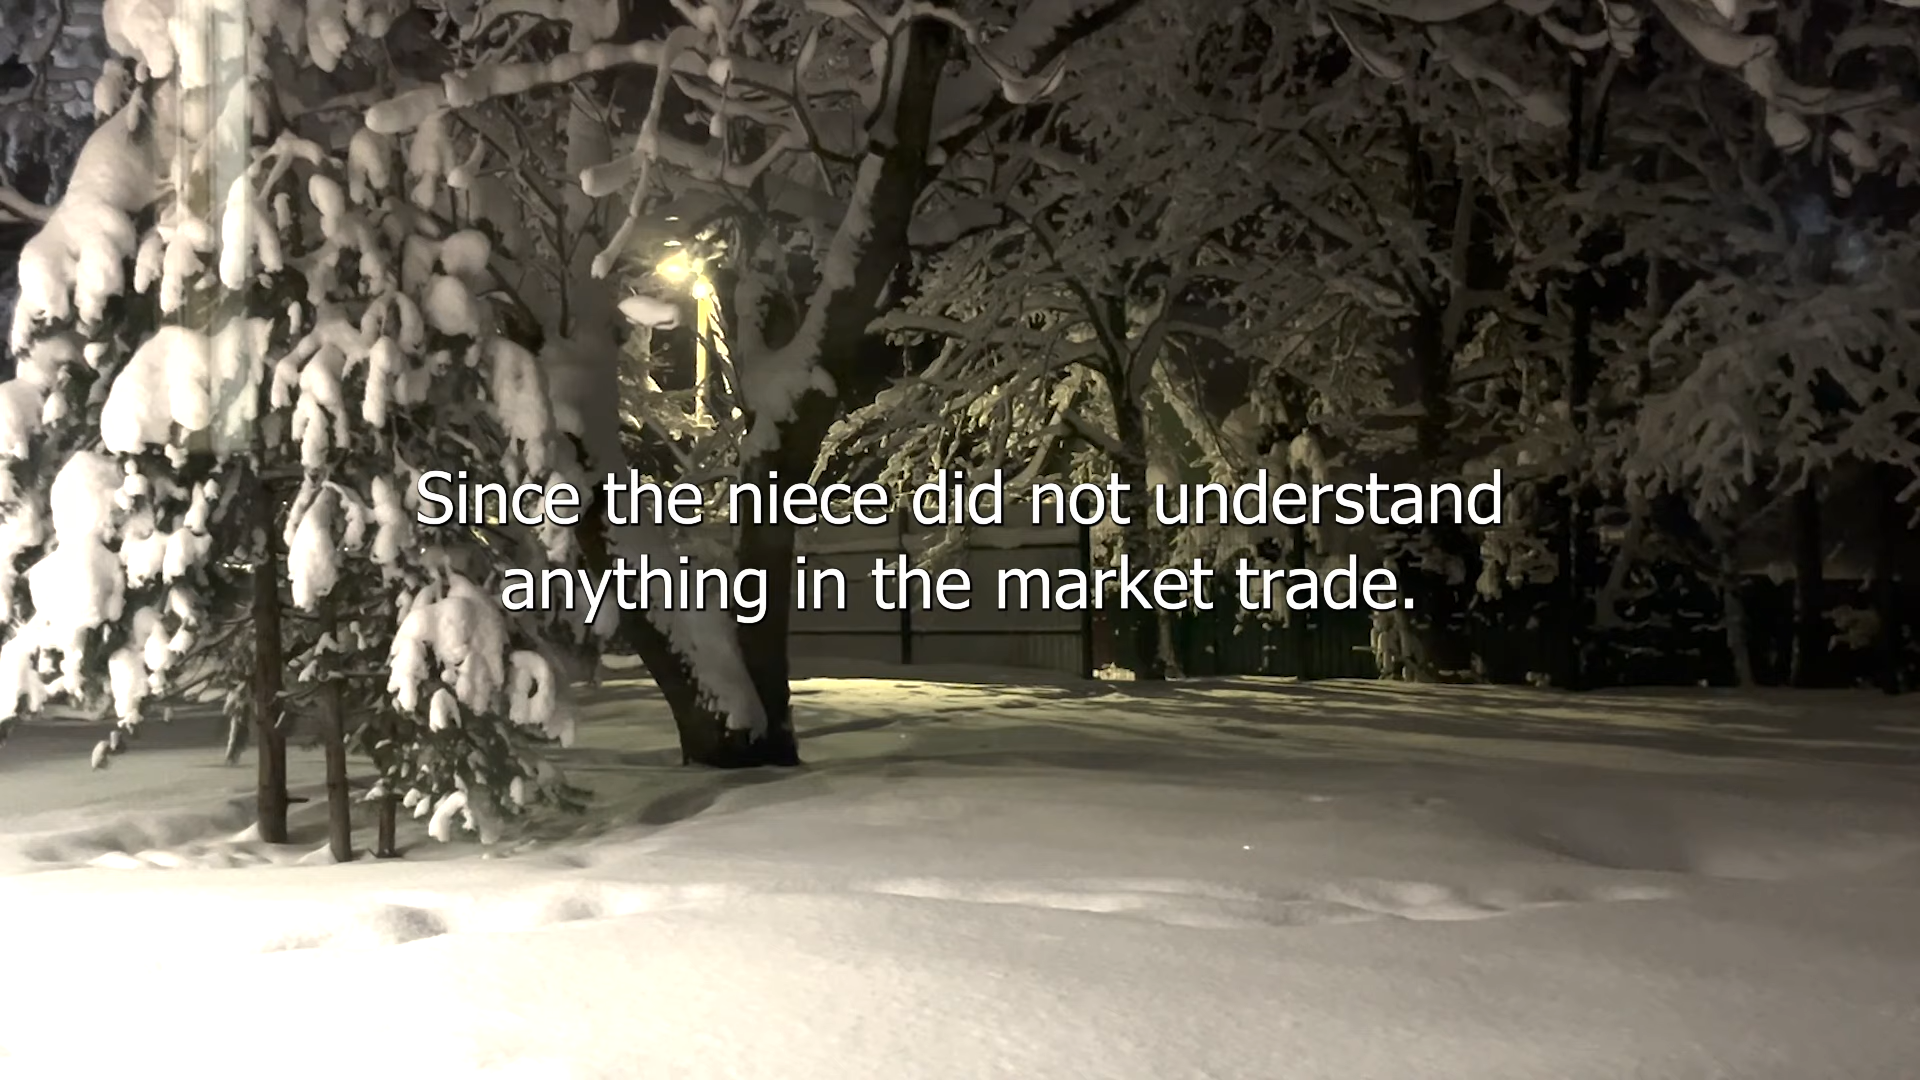 Since the niece did not understand
anything in the market trade.